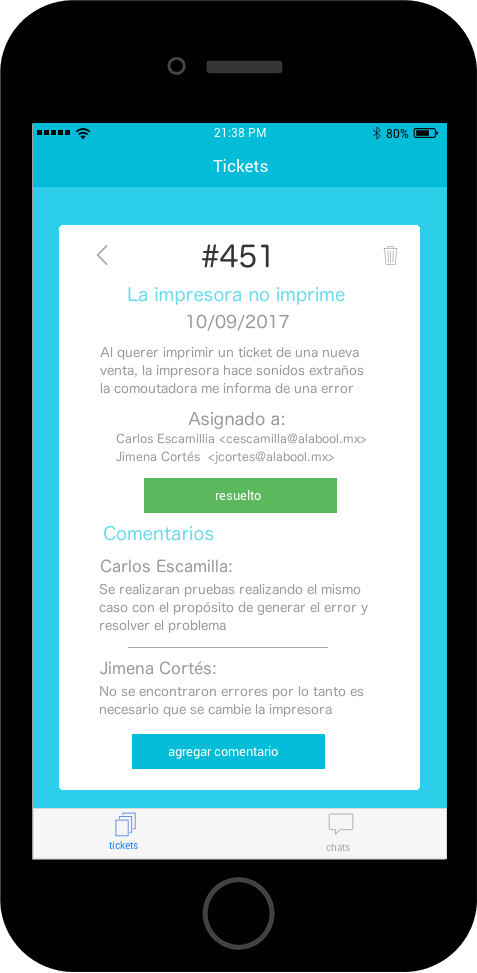 21:38 PM
80%
Tickets
#451
La impresora no imprime
10/09/2017
Al querer imprimir un ticket de una nueva
venta, la impresora hace sonidos extraños
la comoutadora me informa de una error
Asignado a:
Carlos Escamillia <cescamilla@alabool.mx>
Jimena Cortés <jcortes@alabool.mx>
resuelto
Comentarios
Carlos Escamilla:
Se realizaran pruebas realizando el mismo
caso con el propósito de generar el error y
resolver el problema
Jimena Cortés:
No se encontraron errores por lo tanto es
necesario que se cambie la impresora
agregar comentario
tickets
chats